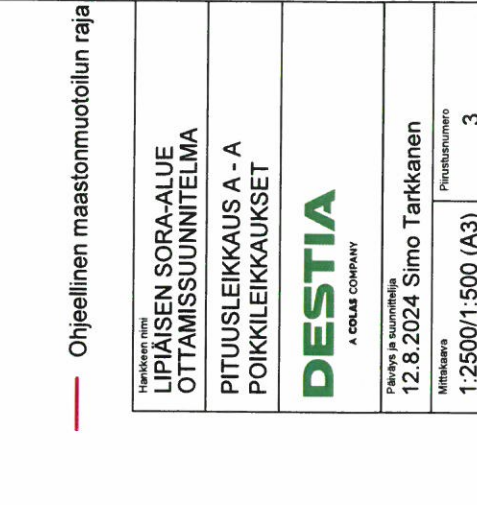 Ohjeellinen maastonmuotoilun raja
Hankkeen nimi
LIPIÄISEN SORA-ALUE
OTTAMISSUUNNITELMA
PITUUSLEIKKAUS A - A
POIKKILEIKKAUKSET
DESTIA
A COLAS COMPANY
Päiväys ja suunnittelija
12.8.2024 Simo Tarkkanen
Mittakaava
1:2500/1:500 (A3)
Piirustusnumero
3